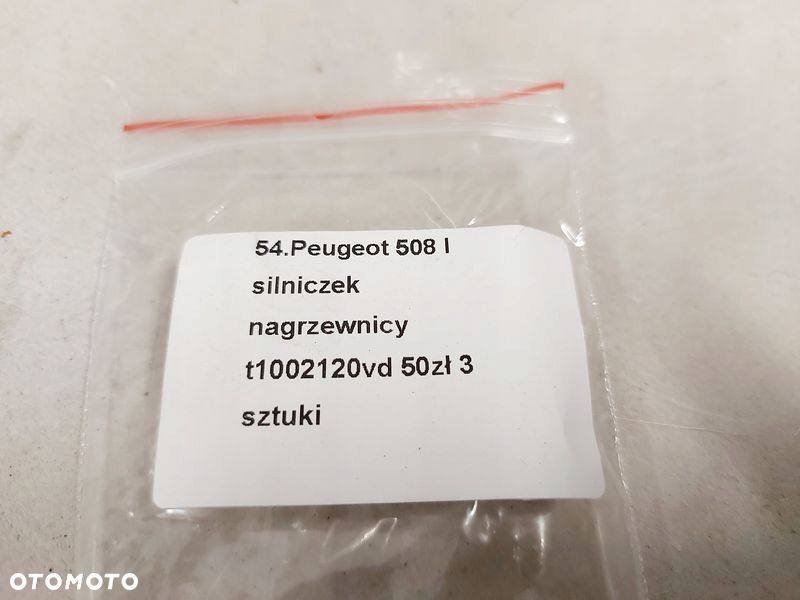 54.Peugeot 508 I
silniczek
nagrzewnicy
t1002120vd 50zł 3
sztuki
OTOMOTO